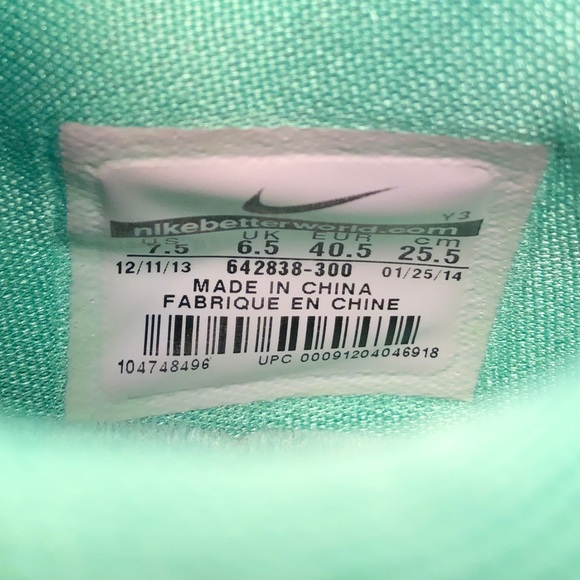 Y3
nikebetterworld.com
US UK EUR cm
7.5 6.5 40.5 25.5
12/11/13 642838-300 01/25/14
MADE IN CHINA
FABRIQUE EN CHINE
104748496 UPC 00091204046918